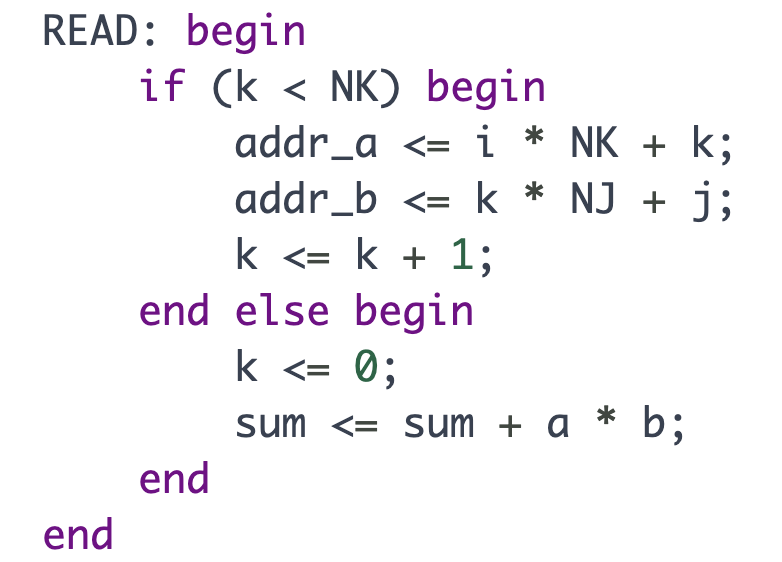 READ: begin
    if (k < NK) begin
        addr_a <= i * NK + k;
        addr_b <= k * NJ + j;
        k <= k + 1;
    end else begin
        k <= 0;
        sum <= sum + a * b;
    end
end